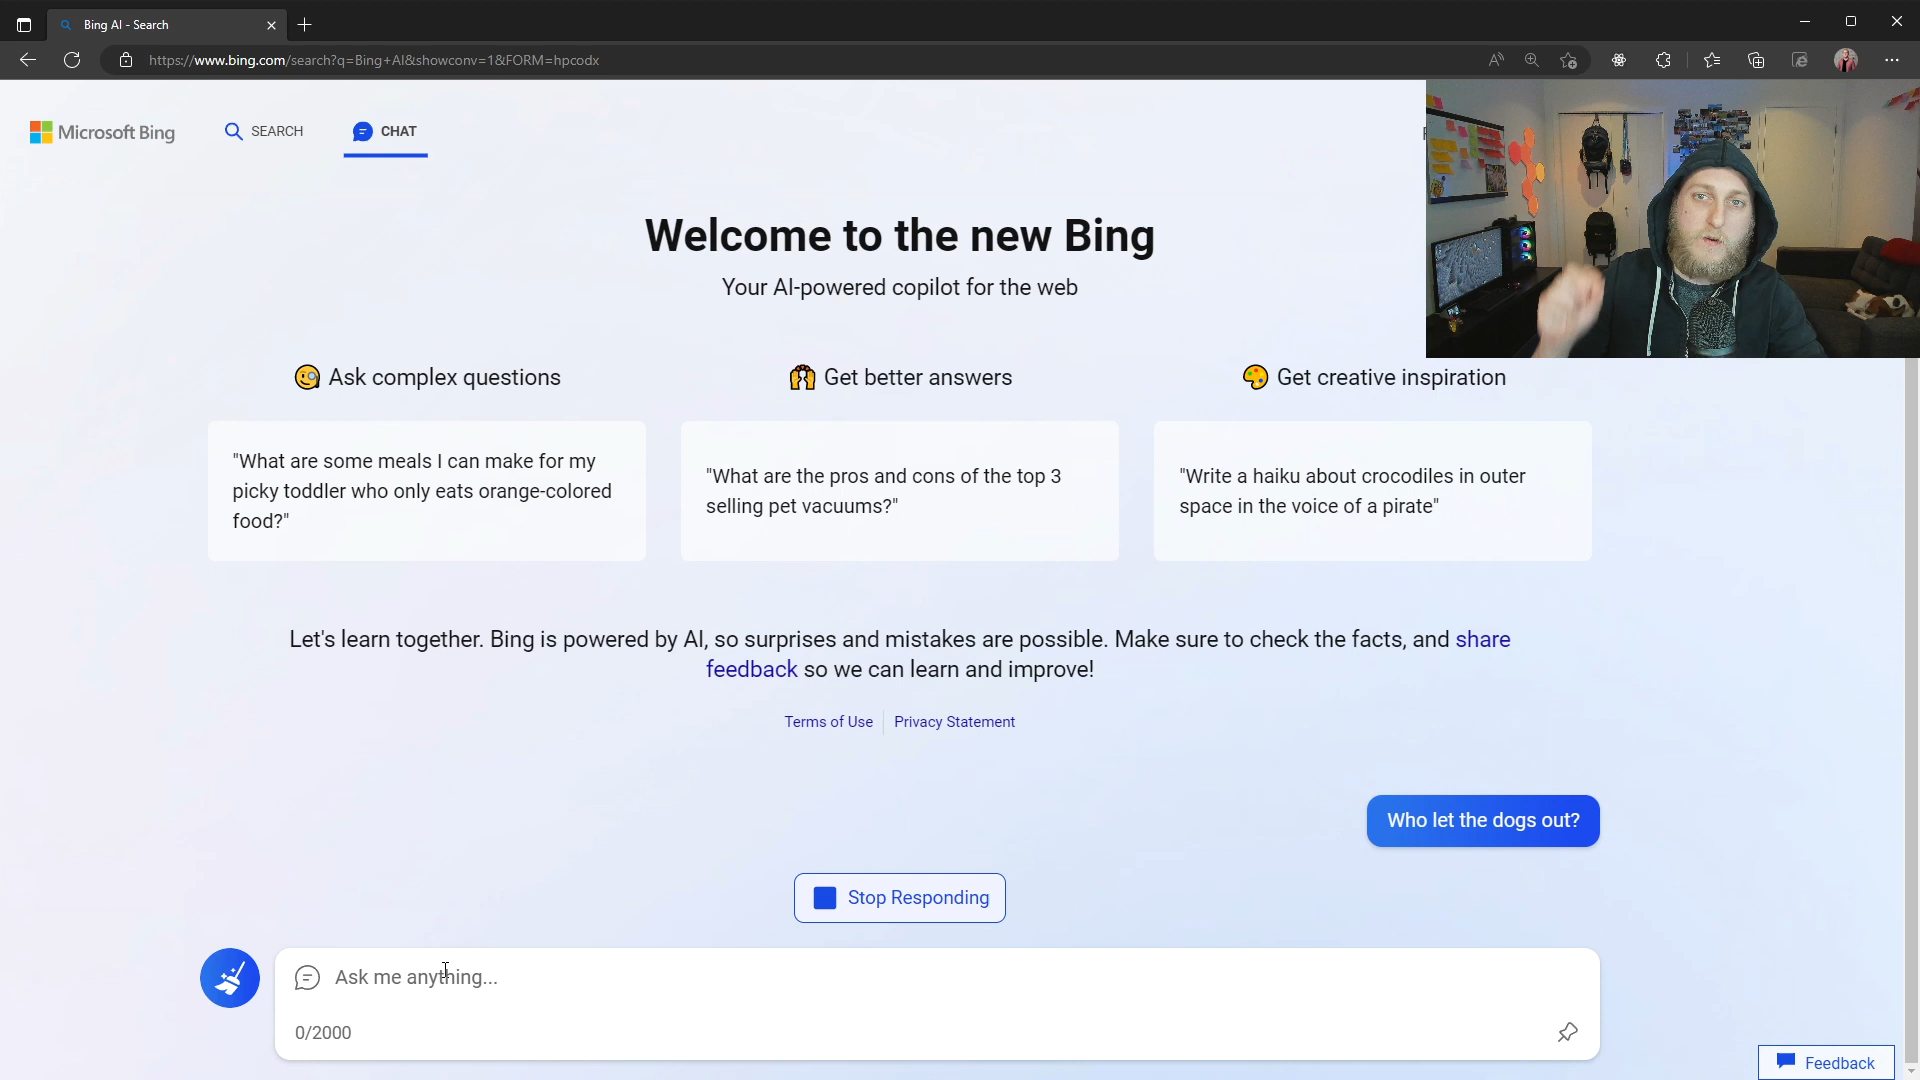 Bing AI - Search
https://www.bing.com/search?q=Bing+AI&showconv=1&FORM=hpcodx
Microsoft Bing
SEARCH
CHAT
Welcome to the new Bing
Your AI-powered copilot for the web
Ask complex questions
Get better answers
Get creative inspiration
"What are some meals I can make for my
picky toddler who only eats orange-colored
food?"
"What are the pros and cons of the top 3
selling pet vacuums?"
"Write a haiku about crocodiles in outer
space in the voice of a pirate"
Let's learn together. Bing is powered by AI, so surprises and mistakes are possible. Make sure to check the facts, and share
feedback so we can learn and improve!
Terms of Use
Privacy Statement
Who let the dogs out?
Stop Responding
Ask me anything...
0/2000
Feedback